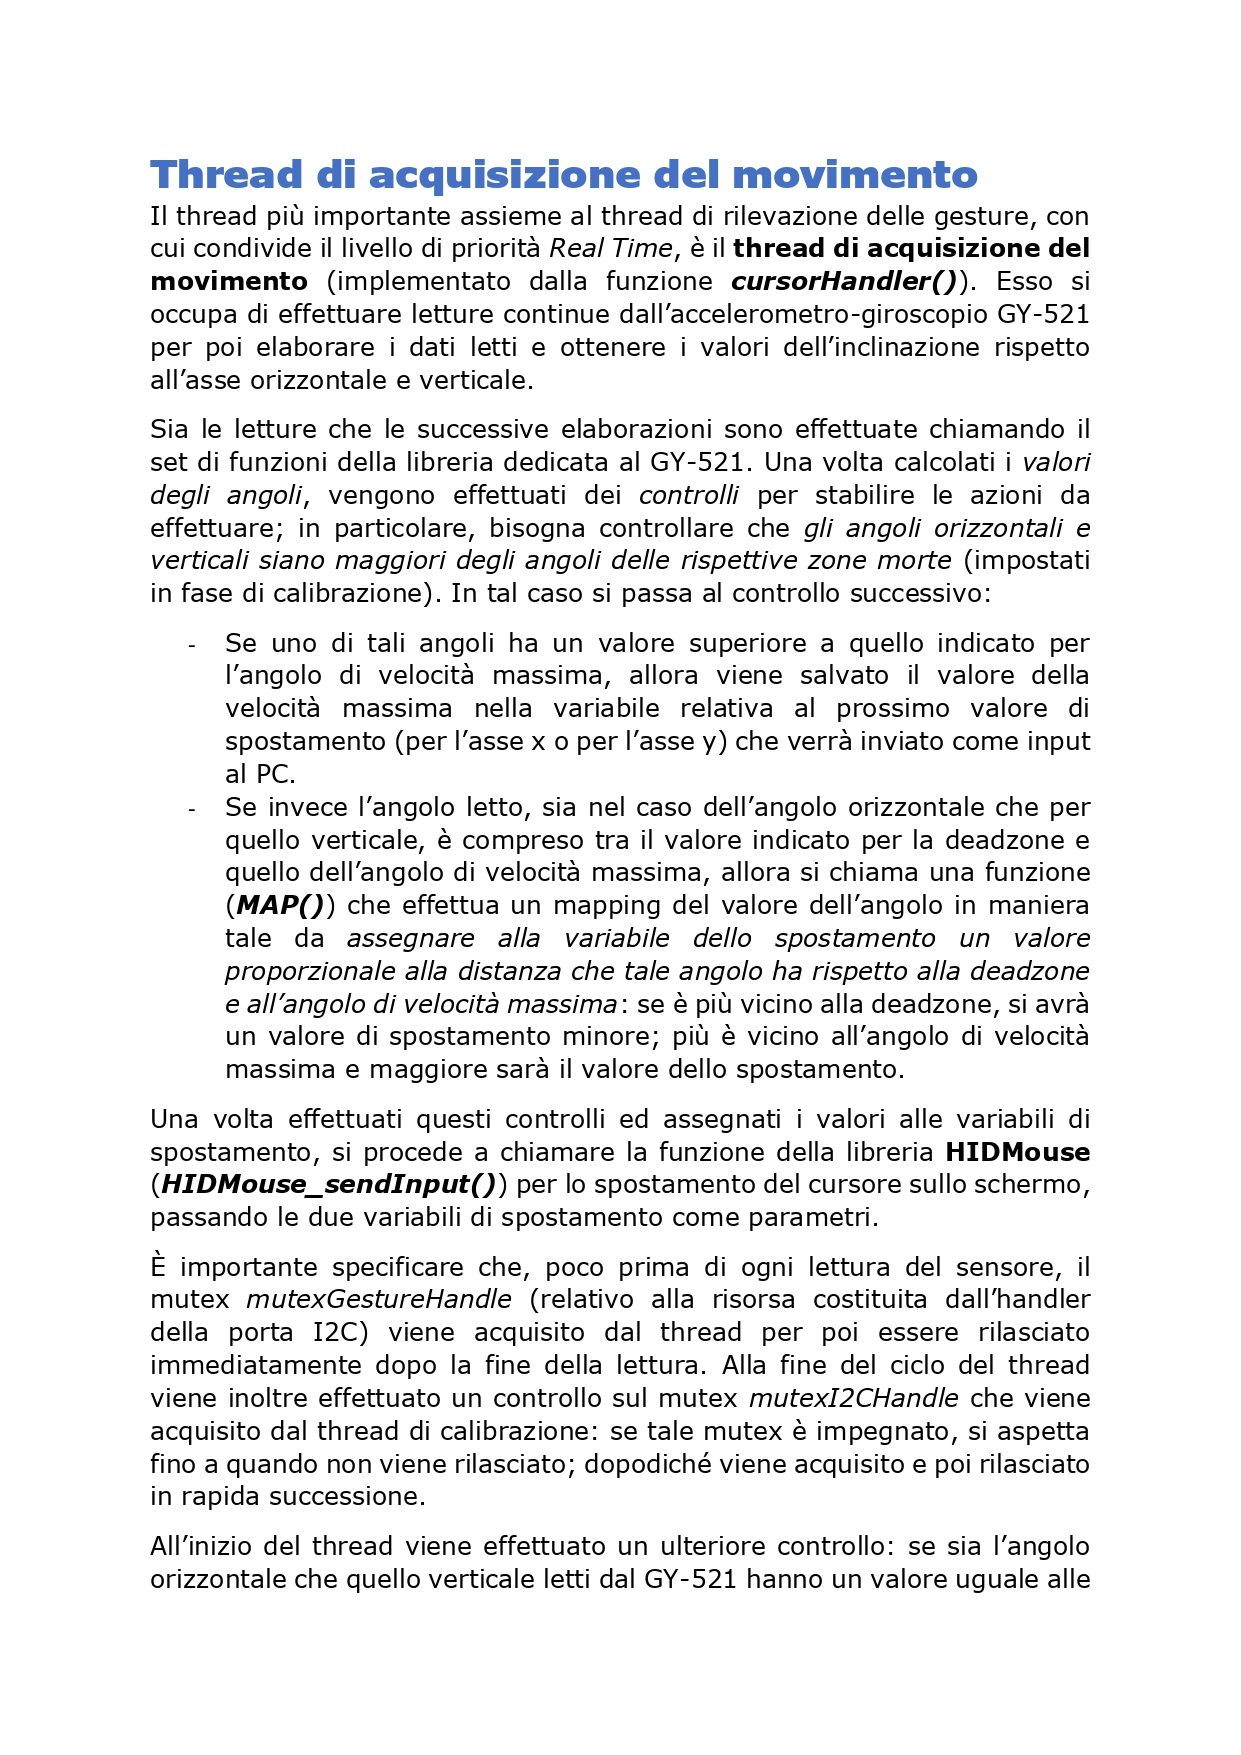 Thread di acquisizione del movimento
Il thread più importante assieme al thread di rilevazione delle gesture, con
cui condivide il livello di priorità Real Time, è il thread di acquisizione del
movimento (implementato dalla funzione cursorHandler()). Esso si
occupa di effettuare letture continue dall’accelerometro-giroscopio GY-521
per poi elaborare i dati letti e ottenere i valori dell’inclinazione rispetto
all’asse orizzontale e verticale.
Sia le letture che le successive elaborazioni sono effettuate chiamando il
set di funzioni della libreria dedicata al GY-521. Una volta calcolati i valori
degli angoli, vengono effettuati dei controlli per stabilire le azioni da
effettuare; in particolare, bisogna controllare che gli angoli orizzontali e
verticali siano maggiori degli angoli delle rispettive zone morte (impostati
in fase di calibrazione). In tal caso si passa al controllo successivo:
- Se uno di tali angoli ha un valore superiore a quello indicato per
l’angolo di velocità massima, allora viene salvato il valore della
velocità massima nella variabile relativa al prossimo valore di
spostamento (per l’asse x o per l’asse y) che verrà inviato come input
al PC.
- Se invece l’angolo letto, sia nel caso dell’angolo orizzontale che per
quello verticale, è compreso tra il valore indicato per la deadzone e
quello dell’angolo di velocità massima, allora si chiama una funzione
(MAP()) che effettua un mapping del valore dell’angolo in maniera
tale da assegnare alla variabile dello spostamento un valore
proporzionale alla distanza che tale angolo ha rispetto alla deadzone
e all’angolo di velocità massima: se è più vicino alla deadzone, si avrà
un valore di spostamento minore; più è vicino all’angolo di velocità
massima e maggiore sarà il valore dello spostamento.
Una volta effettuati questi controlli ed assegnati i valori alle variabili di
spostamento, si procede a chiamare la funzione della libreria HIDMouse
(HIDMouse_sendInput()) per lo spostamento del cursore sullo schermo,
passando le due variabili di spostamento come parametri.
È importante specificare che, poco prima di ogni lettura del sensore, il
mutex mutexGestureHandle (relativo alla risorsa costituita dall’handler
della porta I2C) viene acquisito dal thread per poi essere rilasciato
immediatamente dopo la fine della lettura. Alla fine del ciclo del thread
viene inoltre effettuato un controllo sul mutex mutexI2CHandle che viene
acquisito dal thread di calibrazione: se tale mutex è impegnato, si aspetta
fino a quando non viene rilasciato; dopodiché viene acquisito e poi rilasciato
in rapida successione.
All’inizio del thread viene effettuato un ulteriore controllo: se sia l’angolo
orizzontale che quello verticale letti dal GY-521 hanno un valore uguale alle